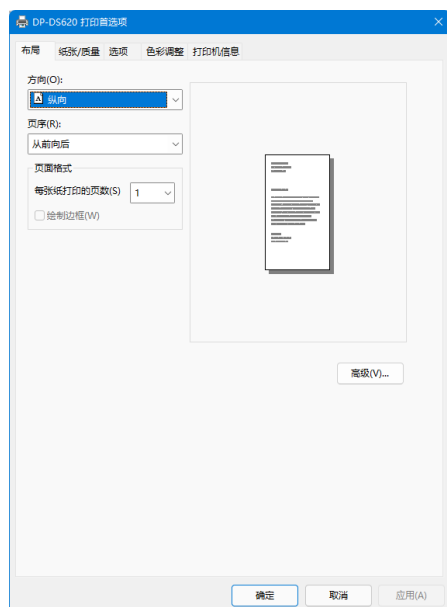 DP-DS620 打印首选项
布局 纸张/质量 选项 色彩调整 打印机信息
方向(O):
纵向
页序(R):
从前向后
页面格式
每张纸打印的页数(S) 1
绘制边框(W)
高级(V)...
确定 取消 应用(A)